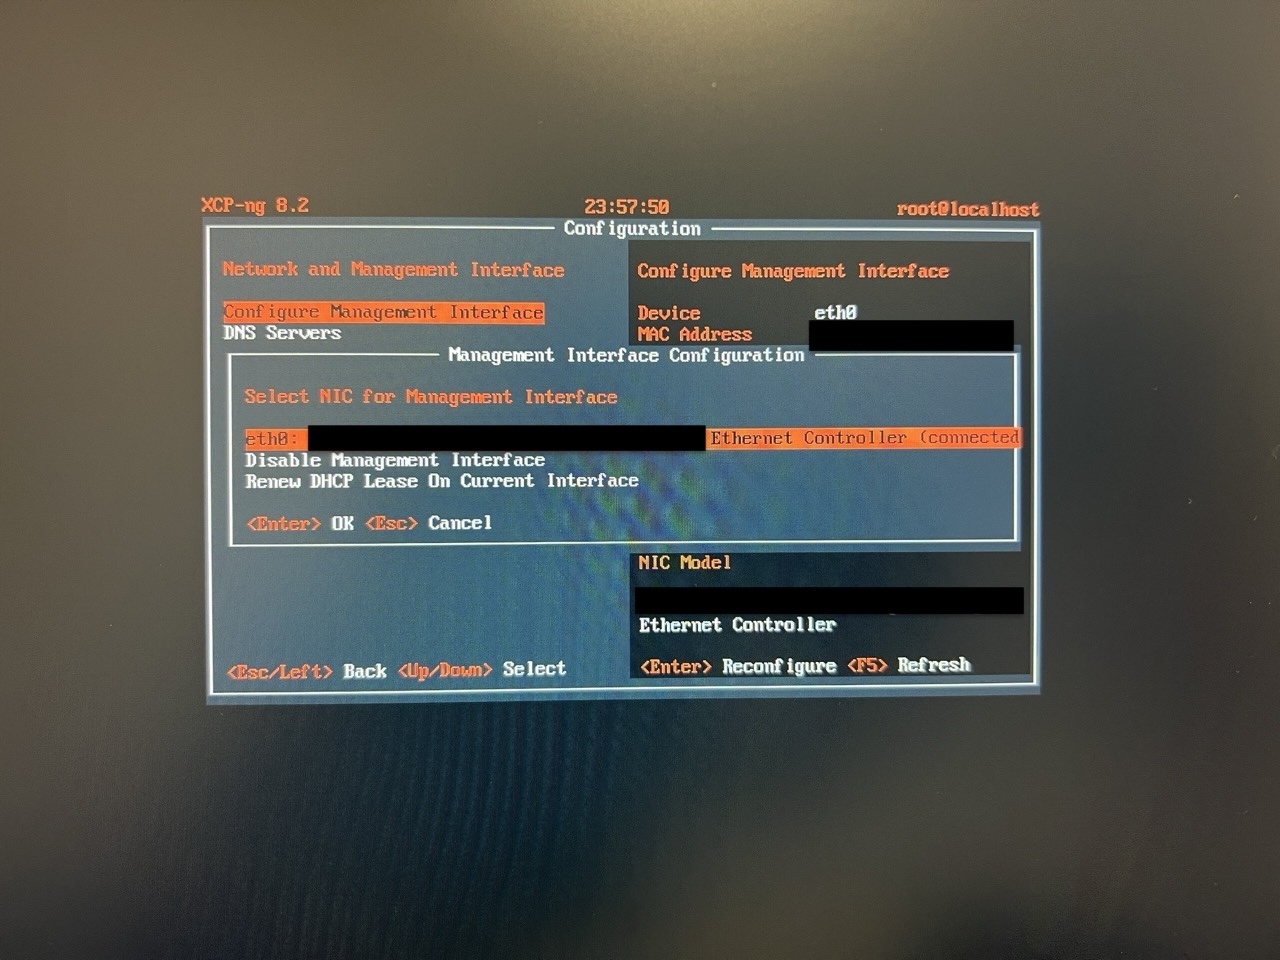 XCP-ng 8.2 23:57:50 root@localhost
Configuration
Network and Management Interface
Configure Management Interface
DNS Servers
Configure Management Interface
Device eth0
MAC Address
Management Interface Configuration
Select NIC for Management Interface
eth0: Ethernet Controller (connected
Disable Management Interface
Renew DHCP Lease On Current Interface
<Enter> OK <Esc> Cancel
NIC Model
Ethernet Controller
<Esc/Left> Back <Up/Down> Select
<Enter> Reconfigure <F5> Refresh